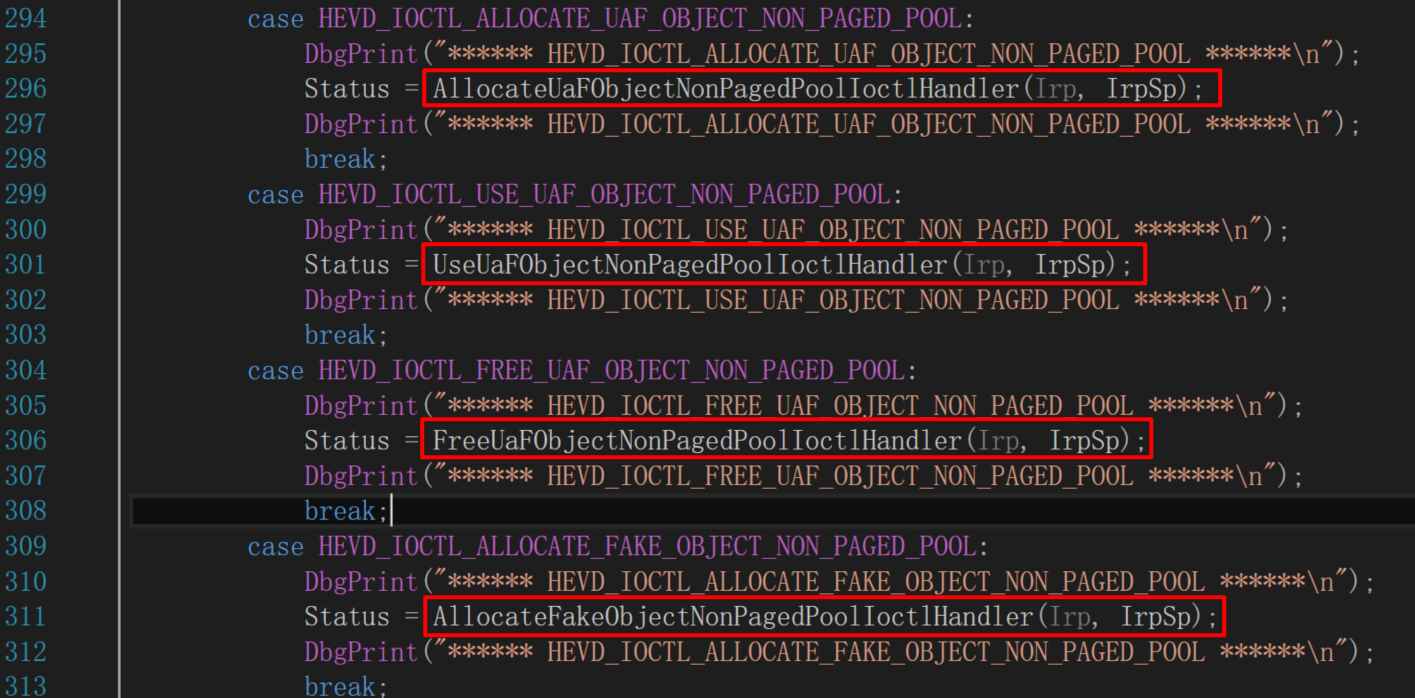 294 case HEVD_IOCTL_ALLOCATE_UAF_OBJECT_NON_PAGED_POOL:
295 DbgPrint("****** HEVD_IOCTL_ALLOCATE_UAF_OBJECT_NON_PAGED_POOL ******\n");
296 Status = AllocateUaFObjectNonPagedPoolIoctlHandler(Irp, IrpSp);
297 DbgPrint("****** HEVD_IOCTL_ALLOCATE_UAF_OBJECT_NON_PAGED_POOL ******\n");
298 break;
299 case HEVD_IOCTL_USE_UAF_OBJECT_NON_PAGED_POOL:
300 DbgPrint("****** HEVD_IOCTL_USE_UAF_OBJECT_NON_PAGED_POOL ******\n");
301 Status = UseUaFObjectNonPagedPoolIoctlHandler(Irp, IrpSp);
302 DbgPrint("****** HEVD_IOCTL_USE_UAF_OBJECT_NON_PAGED_POOL ******\n");
303 break;
304 case HEVD_IOCTL_FREE_UAF_OBJECT_NON_PAGED_POOL:
305 DbgPrint("****** HEVD_IOCTL_FREE_UAF_OBJECT_NON_PAGED_POOL ******\n");
306 Status = FreeUaFObjectNonPagedPoolIoctlHandler(Irp, IrpSp);
307 DbgPrint("****** HEVD_IOCTL_FREE_UAF_OBJECT_NON_PAGED_POOL ******\n");
308 break;
309 case HEVD_IOCTL_ALLOCATE_FAKE_OBJECT_NON_PAGED_POOL:
310 DbgPrint("****** HEVD_IOCTL_ALLOCATE_FAKE_OBJECT_NON_PAGED_POOL ******\n");
311 Status = AllocateFakeObjectNonPagedPoolIoctlHandler(Irp, IrpSp);
312 DbgPrint("****** HEVD_IOCTL_ALLOCATE_FAKE_OBJECT_NON_PAGED_POOL ******\n");
313 break;